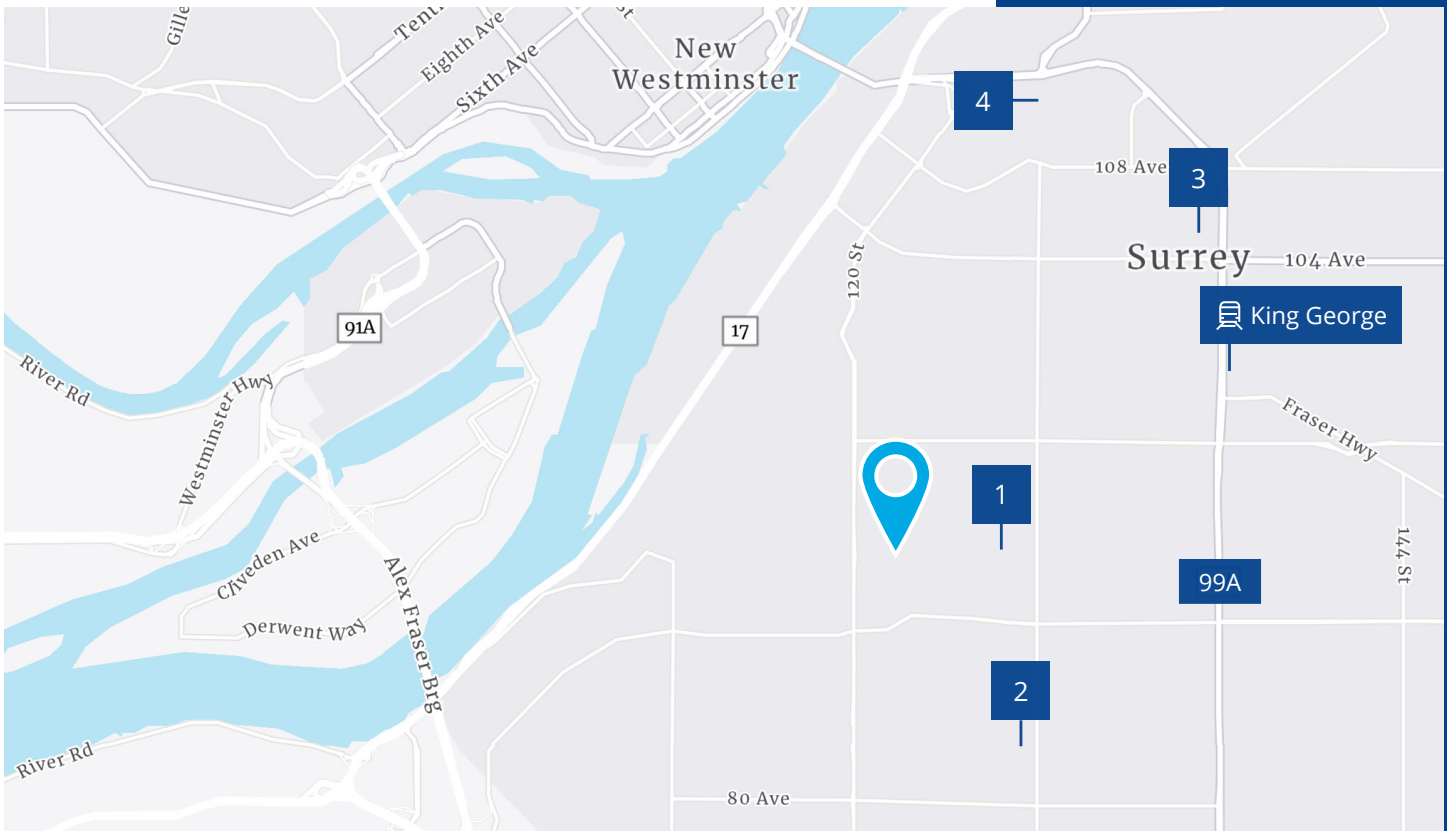 Gille
Tent
Eighth Ave
Sixth Ave
St
New
Westminster
4
108 Ave
3
Surrey
104 Ave
120 St
King George
91A
17
River Rd
Westminster Hwy
Fraser Hwy
1
144 St
Cliveden Ave
Alex Fraser Brg
99A
Derwent Way
2
River Rd
80 Ave